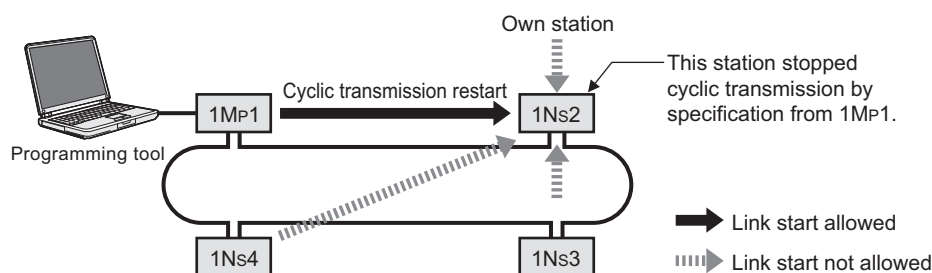 Own station
This station stopped
cyclic transmission by
specification from 1MP1.
Cyclic transmission restart
1MP1
1NS2
Programming tool
1NS4
1NS3
Link start allowed
Link start not allowed